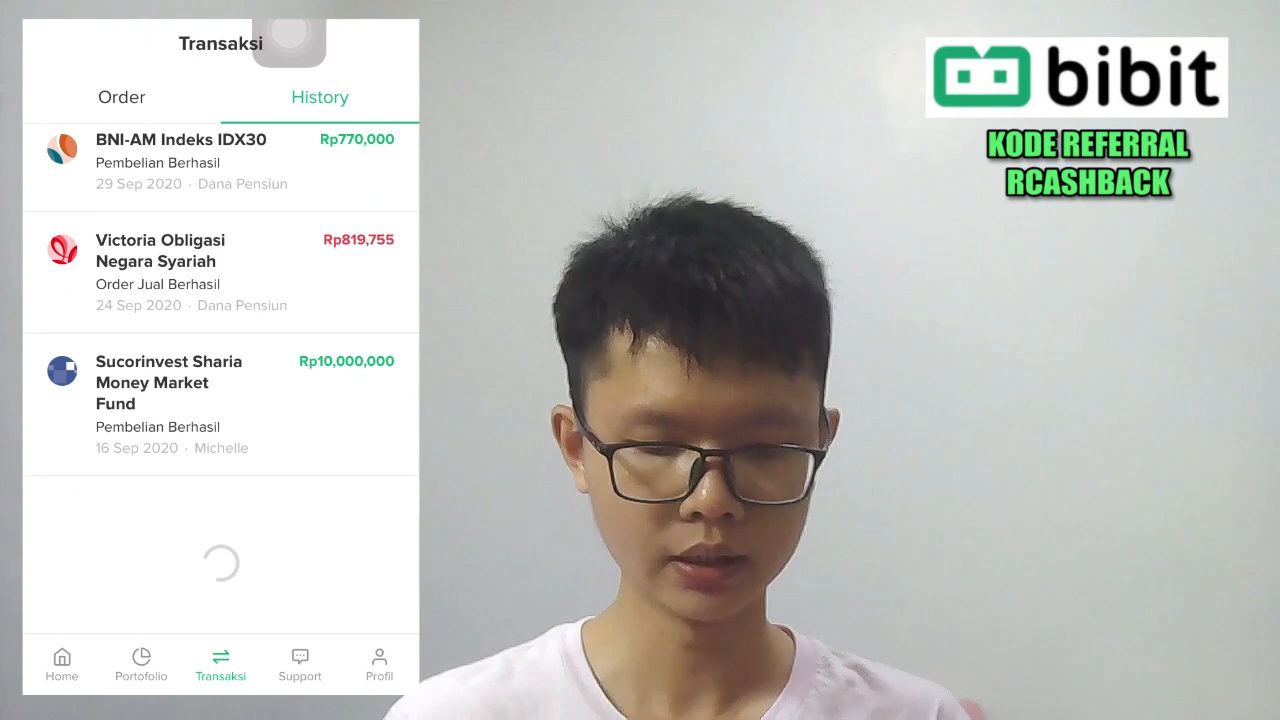 Transaksi
Order
History
BNI-AM Indeks IDX30
Rp770,000
Pembelian Berhasil
29 Sep 2020 · Dana Pensiun
Victoria Obligasi
Rp819,755
Negara Syariah
Order Jual Berhasil
24 Sep 2020 · Dana Pensiun
Sucorinvest Sharia
Rp10,000,000
Money Market
Fund
Pembelian Berhasil
16 Sep 2020 · Michelle
Home
Portofolio
Transaksi
Support
Profil
bibit
KODE REFERRAL
RCASHBACK